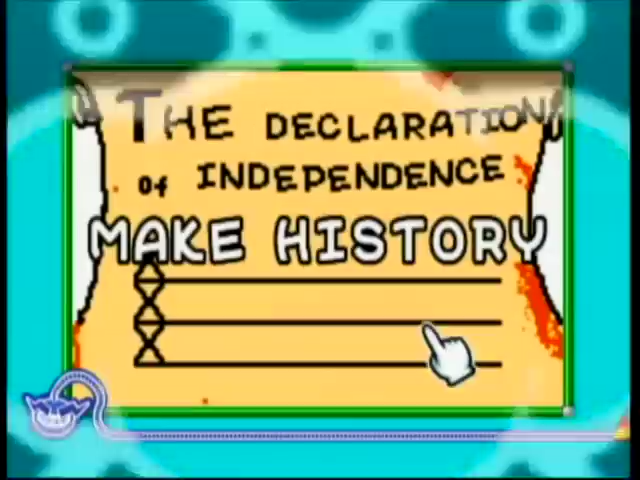 THE DECLARATION
of INDEPENDENCE
MAKE HISTORY